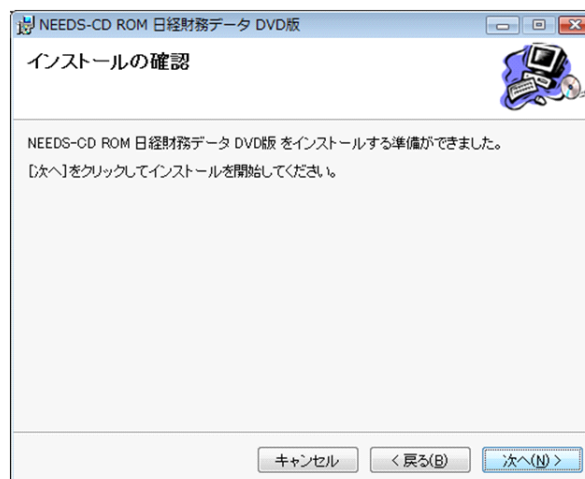 NEEDS-CD ROM 日経財務データ DVD版
インストールの確認
NEEDS-CD ROM 日経財務データ DVD版 をインストールする準備ができました。
[次へ]をクリックしてインストールを開始してください。
キャンセル
< 戻る(B)
次へ(N) >